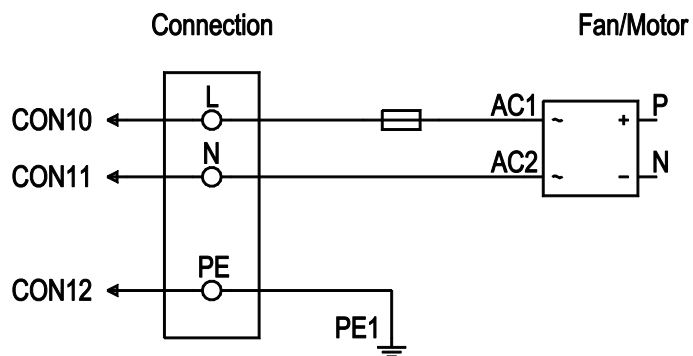 Connection Fan/Motor
L
CON10 AC1 ~ + P
N
CON11 AC2 ~ - N
PE
CON12
PE1